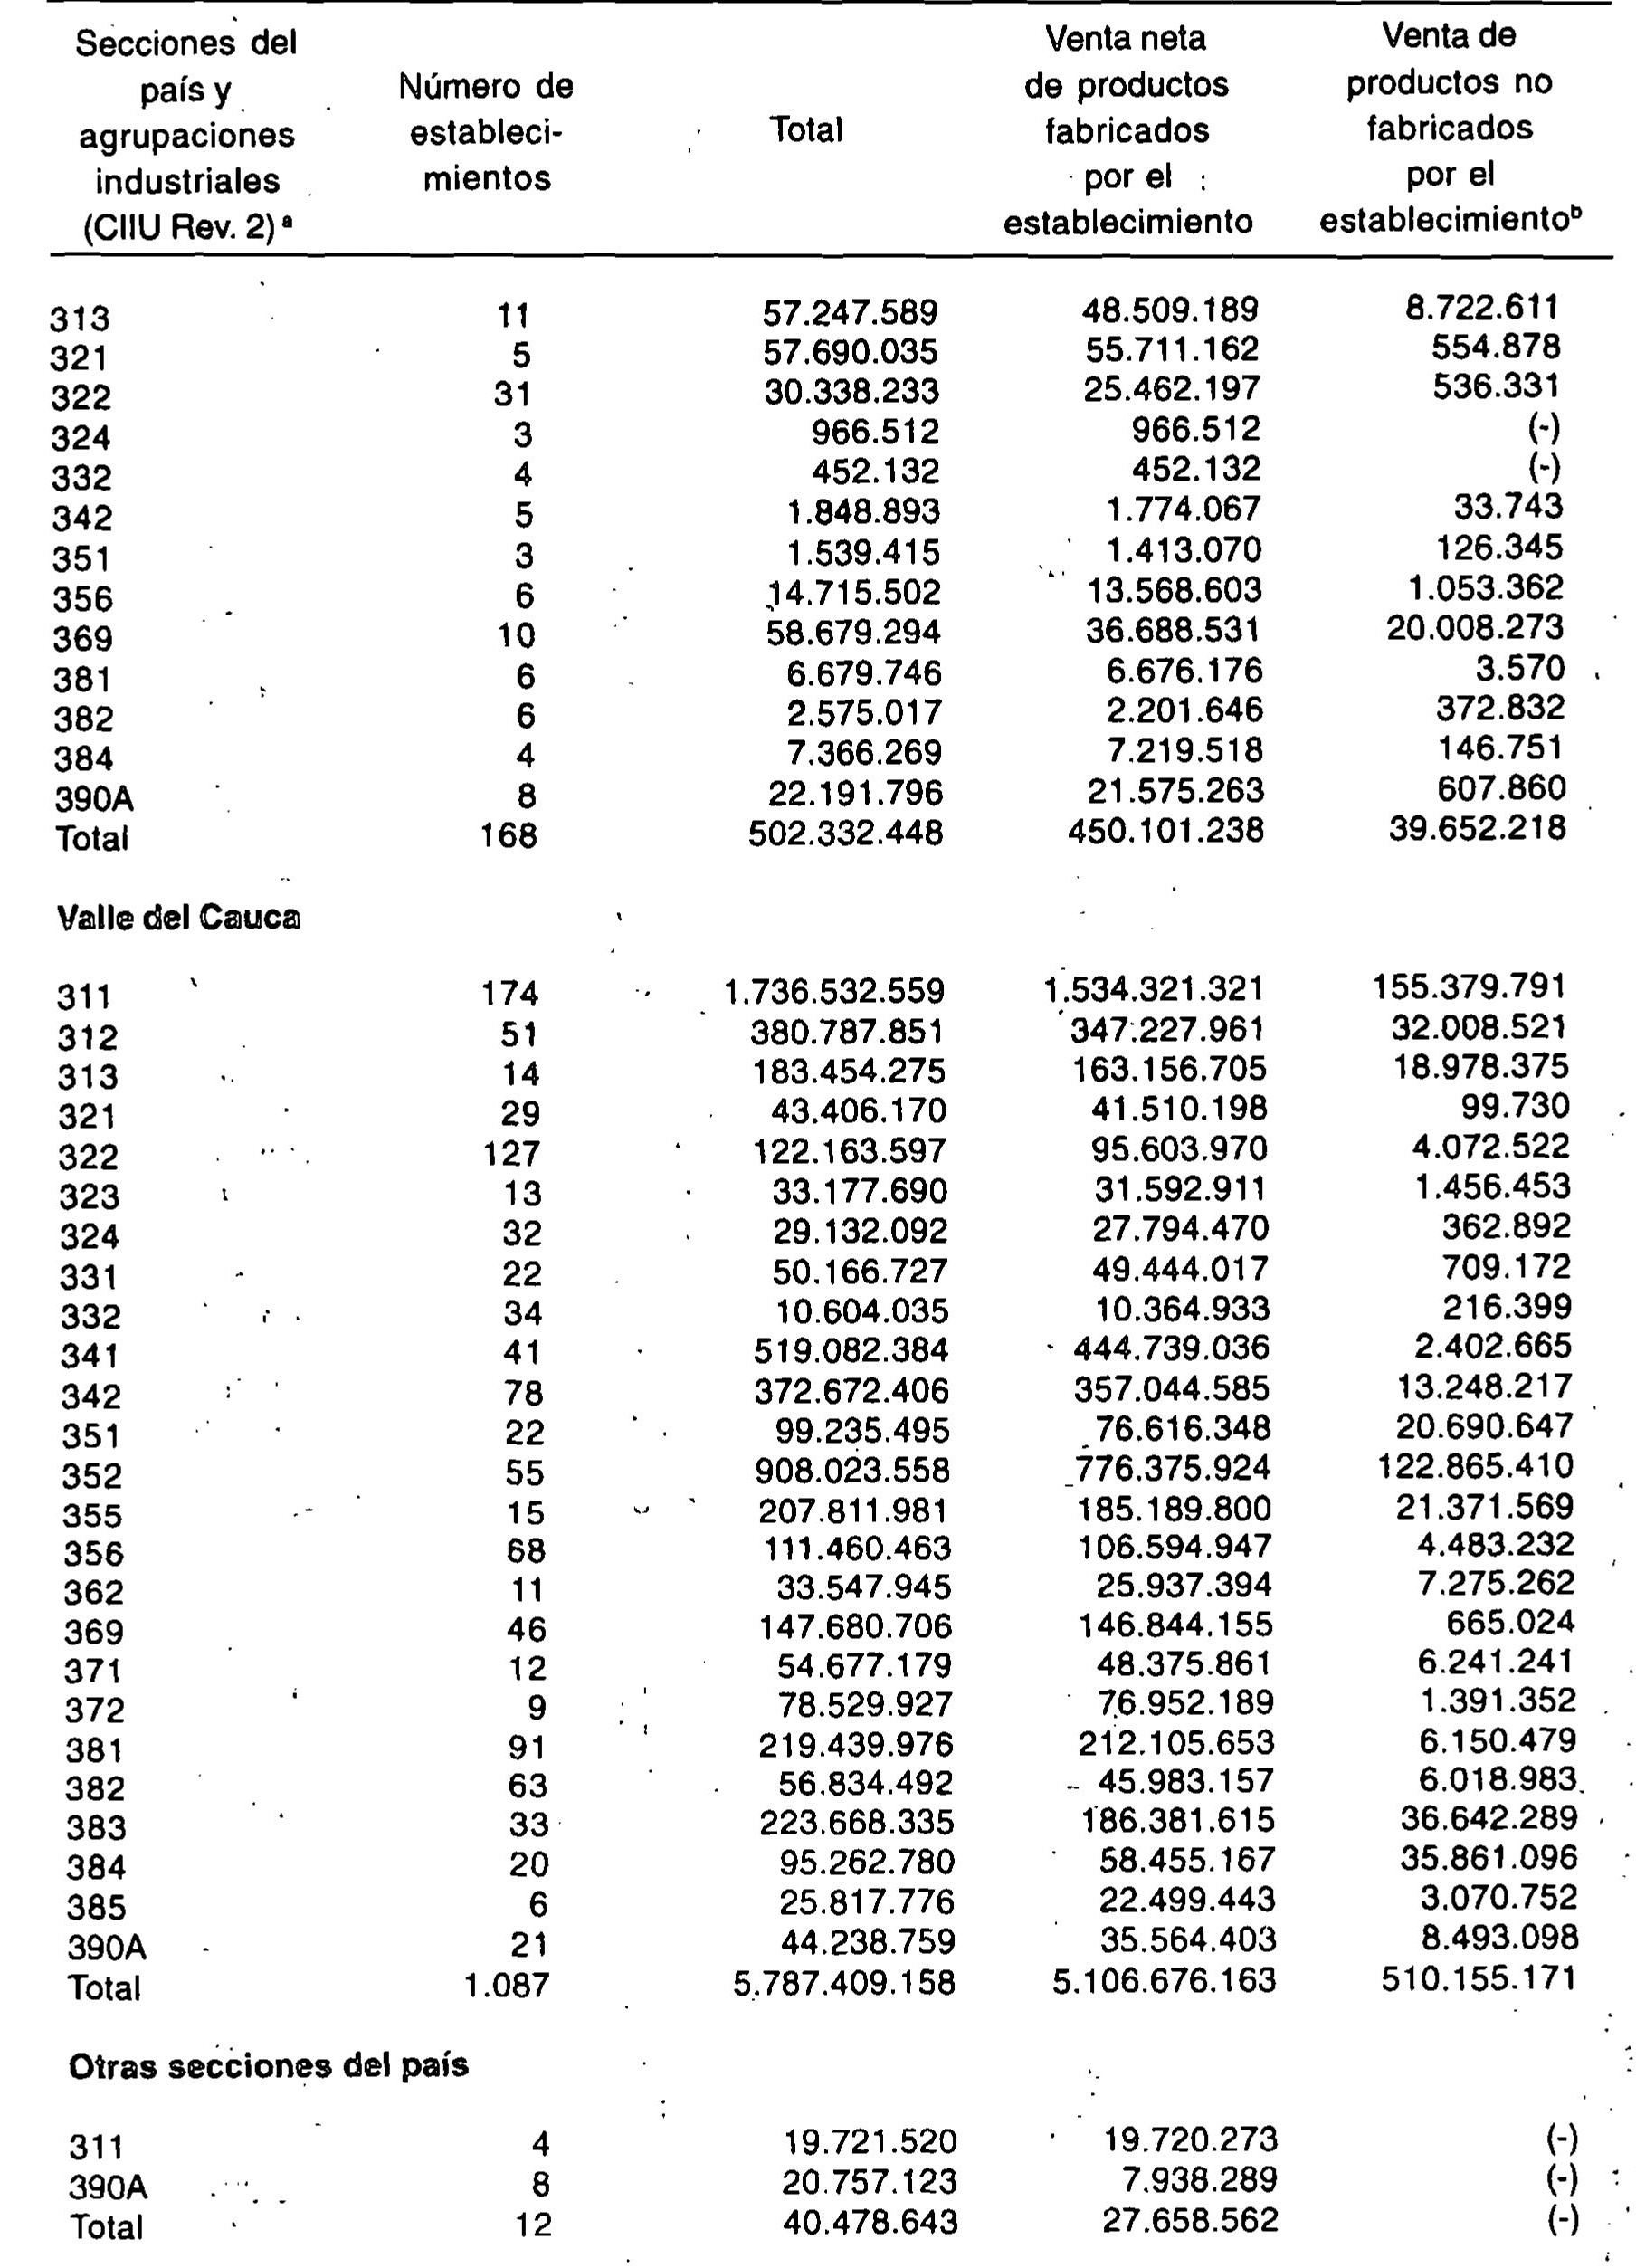 Secciones del país y agrupaciones industriales (CIIU Rev. 2) a | Número de estableci- mientos | Total | Venta neta de productos fabricados por el establecimiento | Venta de productos no fabricados por el establecimiento b
313 11 57.247.589 48.509.189 8.722.611
321 5 57.690.035 55.711.162 554.878
322 31 30.338.233 25.462.197 536.331
324 3 966.512 966.512 (-)
332 4 452.132 452.132 (-)
342 5 1.848.893 1.774.067 33.743
351 3 1.539.415 1.413.070 126.345
356 6 14.715.502 13.568.603 1.053.362
369 10 58.679.294 36.688.531 20.008.273
381 6 6.679.746 6.676.176 3.570
382 6 2.575.017 2.201.646 372.832
384 4 7.366.269 7.219.518 146.751
390A 8 22.191.796 21.575.263 607.860
Total 168 502.332.448 450.101.238 39.652.218
Valle del Cauca
311 174 1.736.532.559 1.534.321.321 155.379.791
312 51 380.787.851 347.227.961 32.008.521
313 14 183.454.275 163.156.705 18.978.375
321 29 43.406.170 41.510.198 99.730
322 127 122.163.597 95.603.970 4.072.522
323 13 33.177.690 31.592.911 1.456.453
324 32 29.132.092 27.794.470 362.892
331 22 50.166.727 49.444.017 709.172
332 34 10.604.035 10.364.933 216.399
341 41 519.082.384 444.739.036 2.402.665
342 78 372.672.406 357.044.585 13.248.217
351 22 99.235.495 76.616.348 20.690.647
352 55 908.023.558 776.375.924 122.865.410
355 15 207.811.981 185.189.800 21.371.569
356 68 111.460.463 106.594.947 4.483.232
362 11 33.547.945 25.937.394 7.275.262
369 46 147.680.706 146.844.155 665.024
371 12 54.677.179 48.375.861 6.241.241
372 9 78.529.927 76.952.189 1.391.352
381 91 219.439.976 212.105.653 6.150.479
382 63 56.834.492 45.983.157 6.018.983
383 33 223.668.335 186.381.615 36.642.289
384 20 95.262.780 58.455.167 35.861.096
385 6 25.817.776 22.499.443 3.070.752
390A 21 44.238.759 35.564.403 8.493.098
Total 1.087 5.787.409.158 5.106.676.163 510.155.171
Otras secciones del país
311 4 19.721.520 19.720.273 (-)
390A 8 20.757.123 7.938.289 (-)
Total 12 40.478.643 27.658.562 (-)